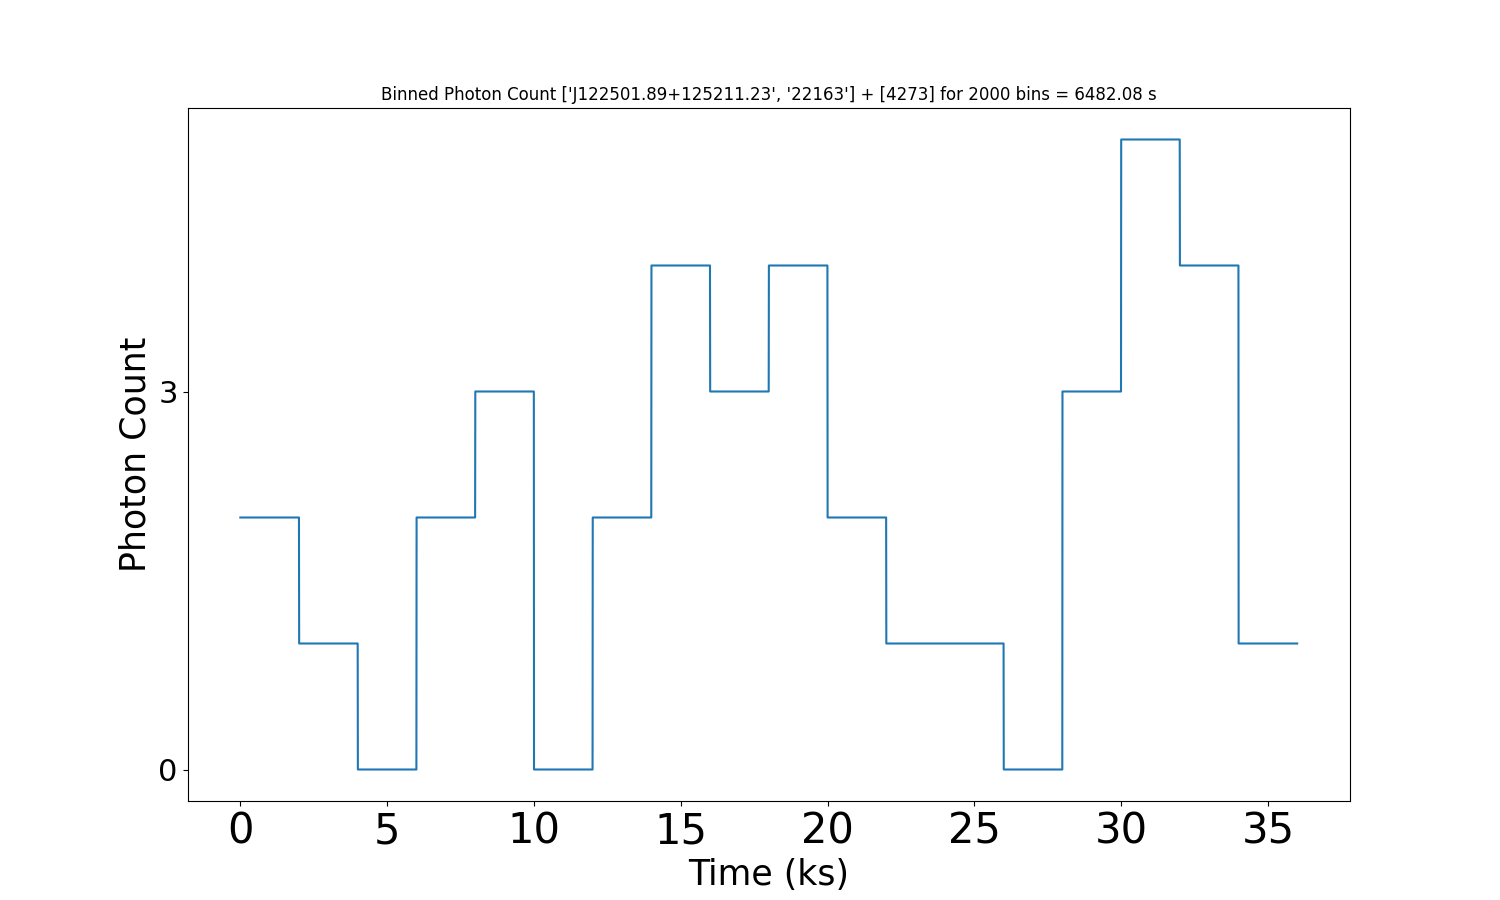 Binned Photon Count ['J122501.89+125211.23', '22163'] + [4273] for 2000 bins = 6482.08 s
Photon Count
3
0
0 5 10 15 20 25 30 35
Time (ks)